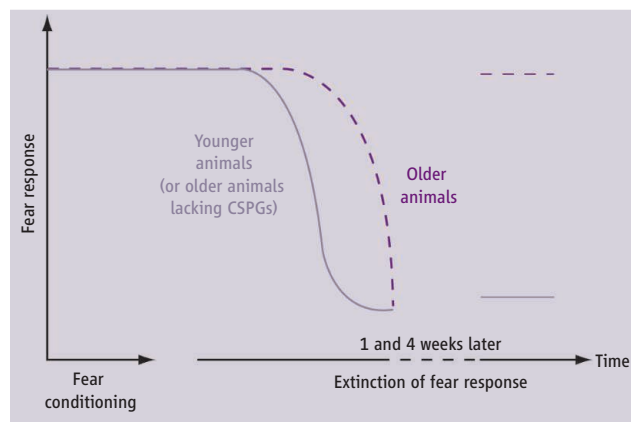 Fear response
Younger
animals
(or older animals
lacking CSPGs)
Older
animals
1 and 4 weeks later
Time
Fear
conditioning
Extinction of fear response